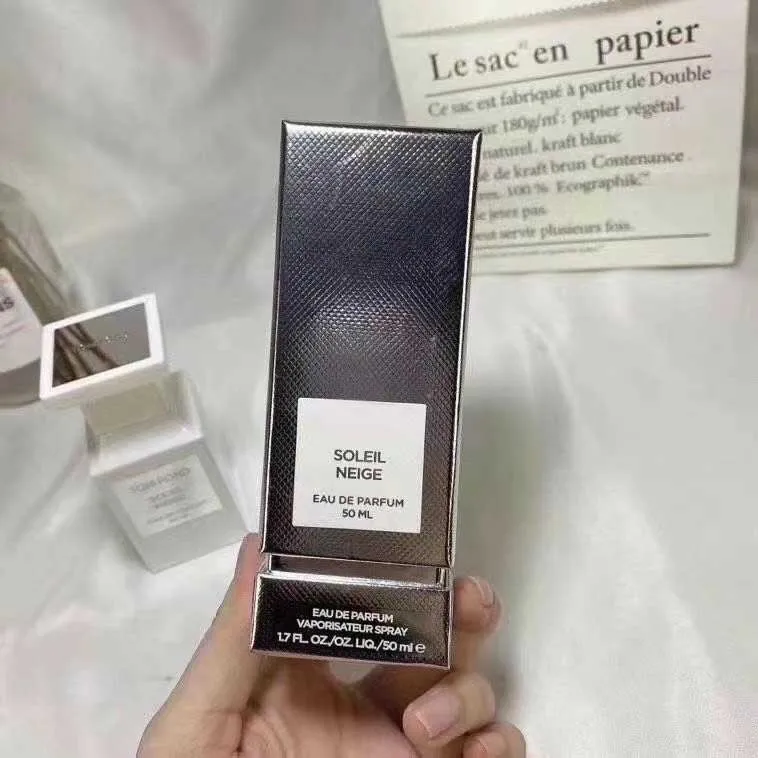 Le sac en papier
Ce sac est fabriqué à partir de Double
180g/m²: papier végétal.
naturel. kraft blanc
de kraft brun Contenance
100% Ecographik.
jetez pas.
servir plusieurs fois.
SOLEIL
NEIGE
EAU DE PARFUM
50 ML
EAU DE PARFUM
VAPORISATEUR SPRAY
1.7 FL. OZ./OZ. LIQ./50 ml e
TOM FORD